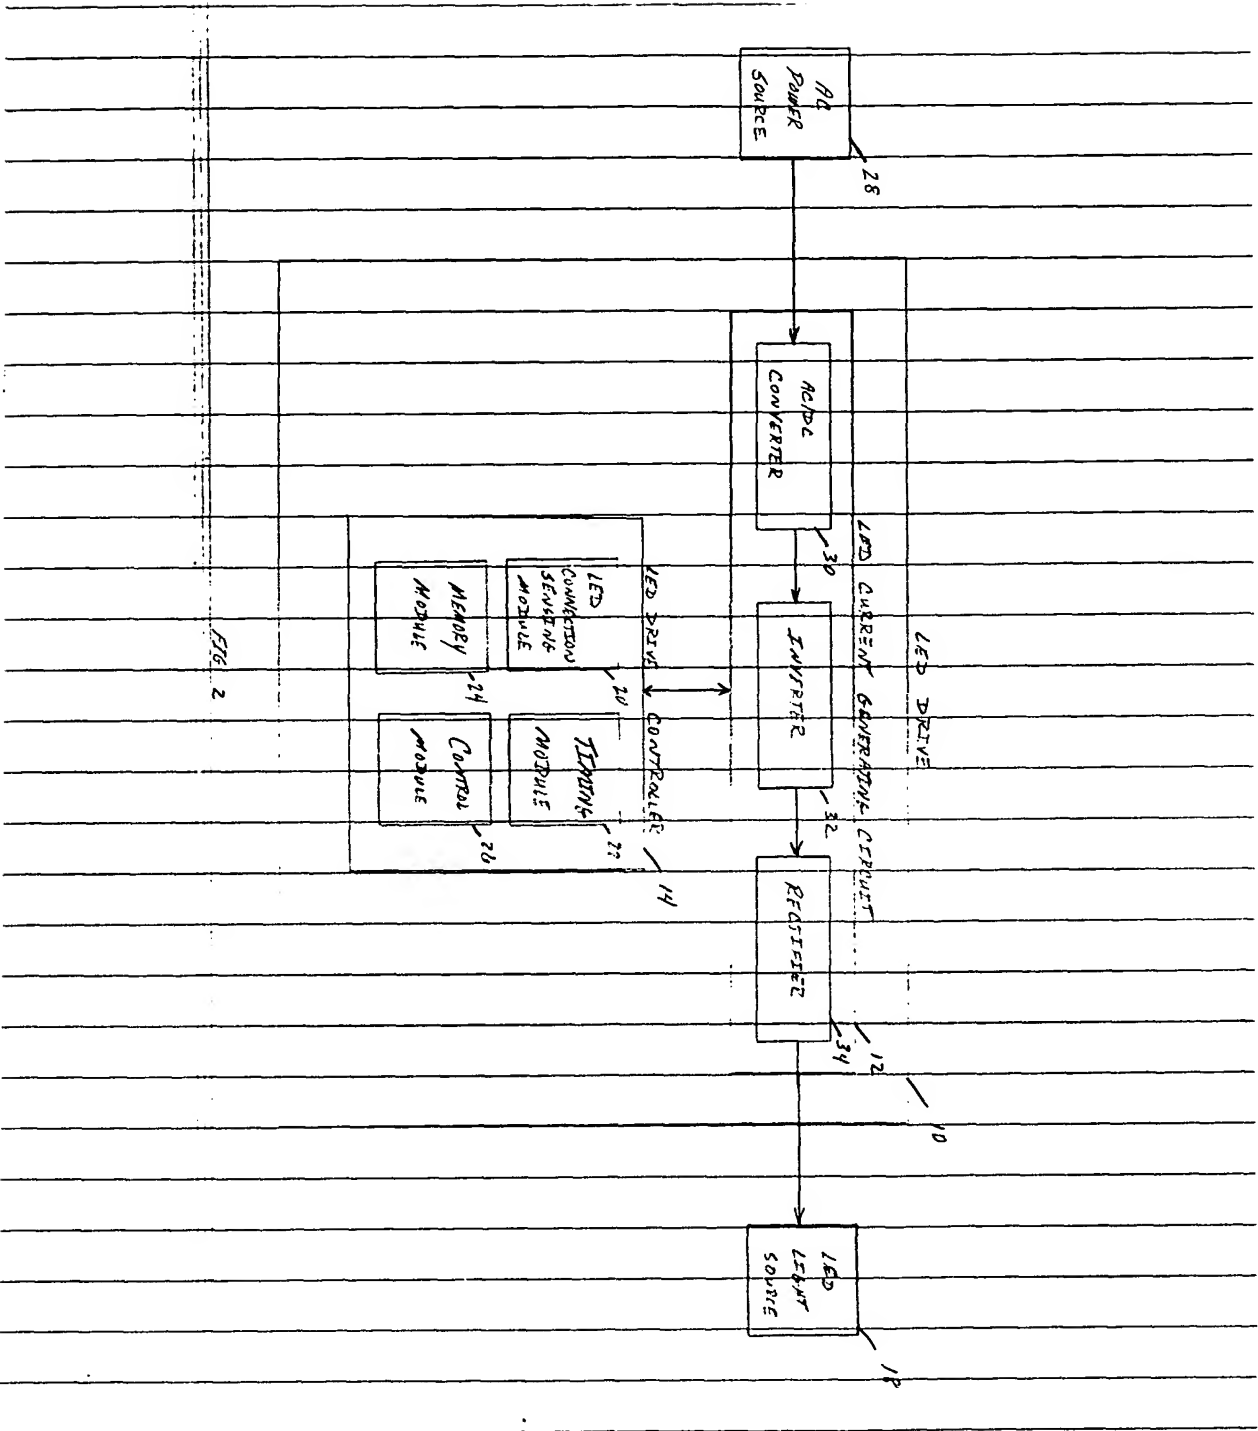 AC
POWER
SOURCE
28
LED DRIVE
10
LED CURRENT GENERATING CIRCUIT
12
AC/DC
CONVERTER
30
INVERTER
32
RECTIFIER
34
LED
LIGHT
SOURCE
18
LED DRIVE CONTROLLER
14
LED
CONNECTION
SENSING
MODULE
20
TIMING
MODULE
22
MEMORY
MODULE
24
CONTROL
MODULE
26
FIG 2